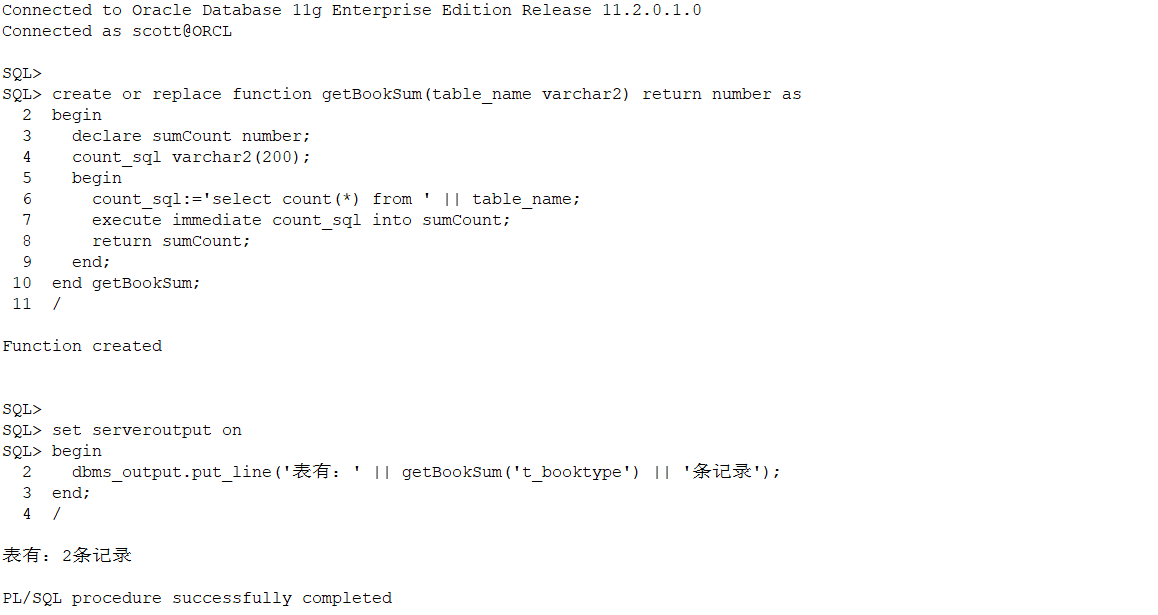 Connected to Oracle Database 11g Enterprise Edition Release 11.2.0.1.0
Connected as scott@ORCL
SQL>
SQL> create or replace function getBookSum(table_name varchar2) return number as
  2  begin
  3    declare sumCount number;
  4    count_sql varchar2(200);
  5    begin
  6      count_sql:='select count(*) from ' || table_name;
  7      execute immediate count_sql into sumCount;
  8      return sumCount;
  9    end;
 10  end getBookSum;
 11  /
Function created
SQL>
SQL> set serveroutput on
SQL> begin
  2    dbms_output.put_line('表有：' || getBookSum('t_booktype') || '条记录');
  3  end;
  4  /
表有：2条记录
PL/SQL procedure successfully completed